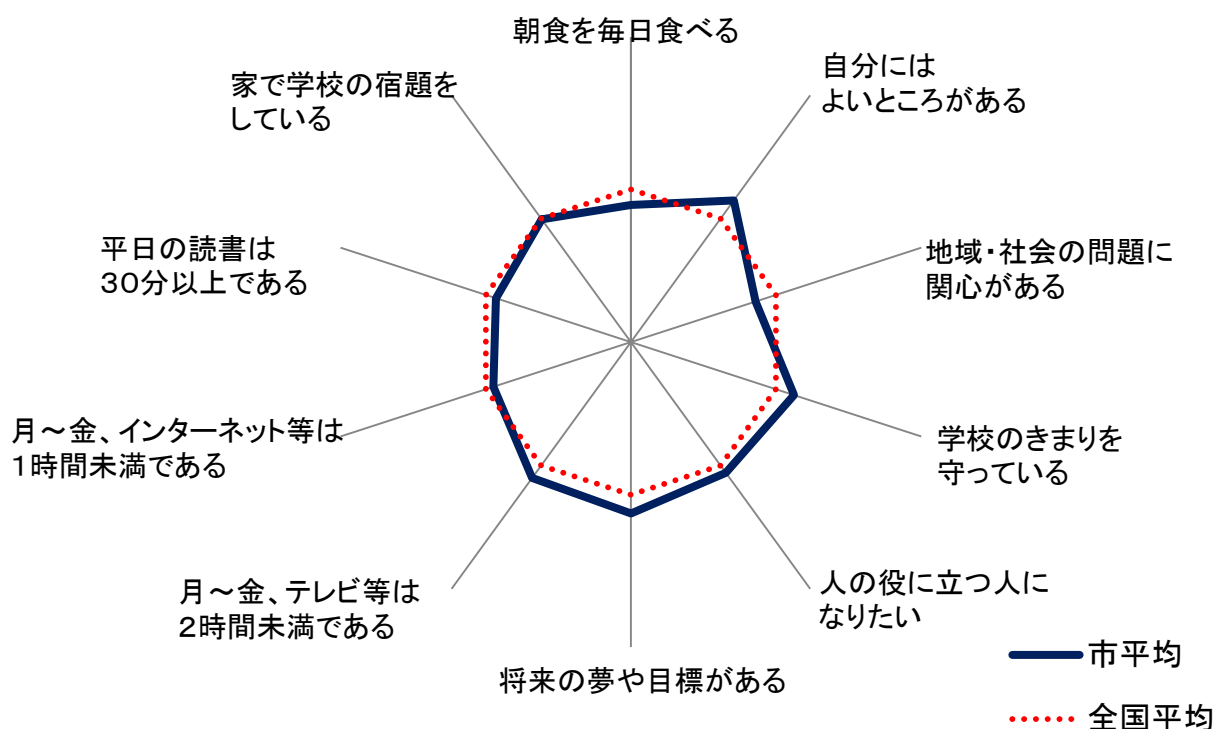 朝食を毎日食べる
自分には
よいところがある
地域・社会の問題に
関心がある
学校のきまりを
守っている
人の役に立つ人に
なりたい
将来の夢や目標がある
月～金、テレビ等は
２時間未満である
月～金、インターネット等は
１時間未満である
平日の読書は
３０分以上である
家で学校の宿題を
している
市平均
全国平均